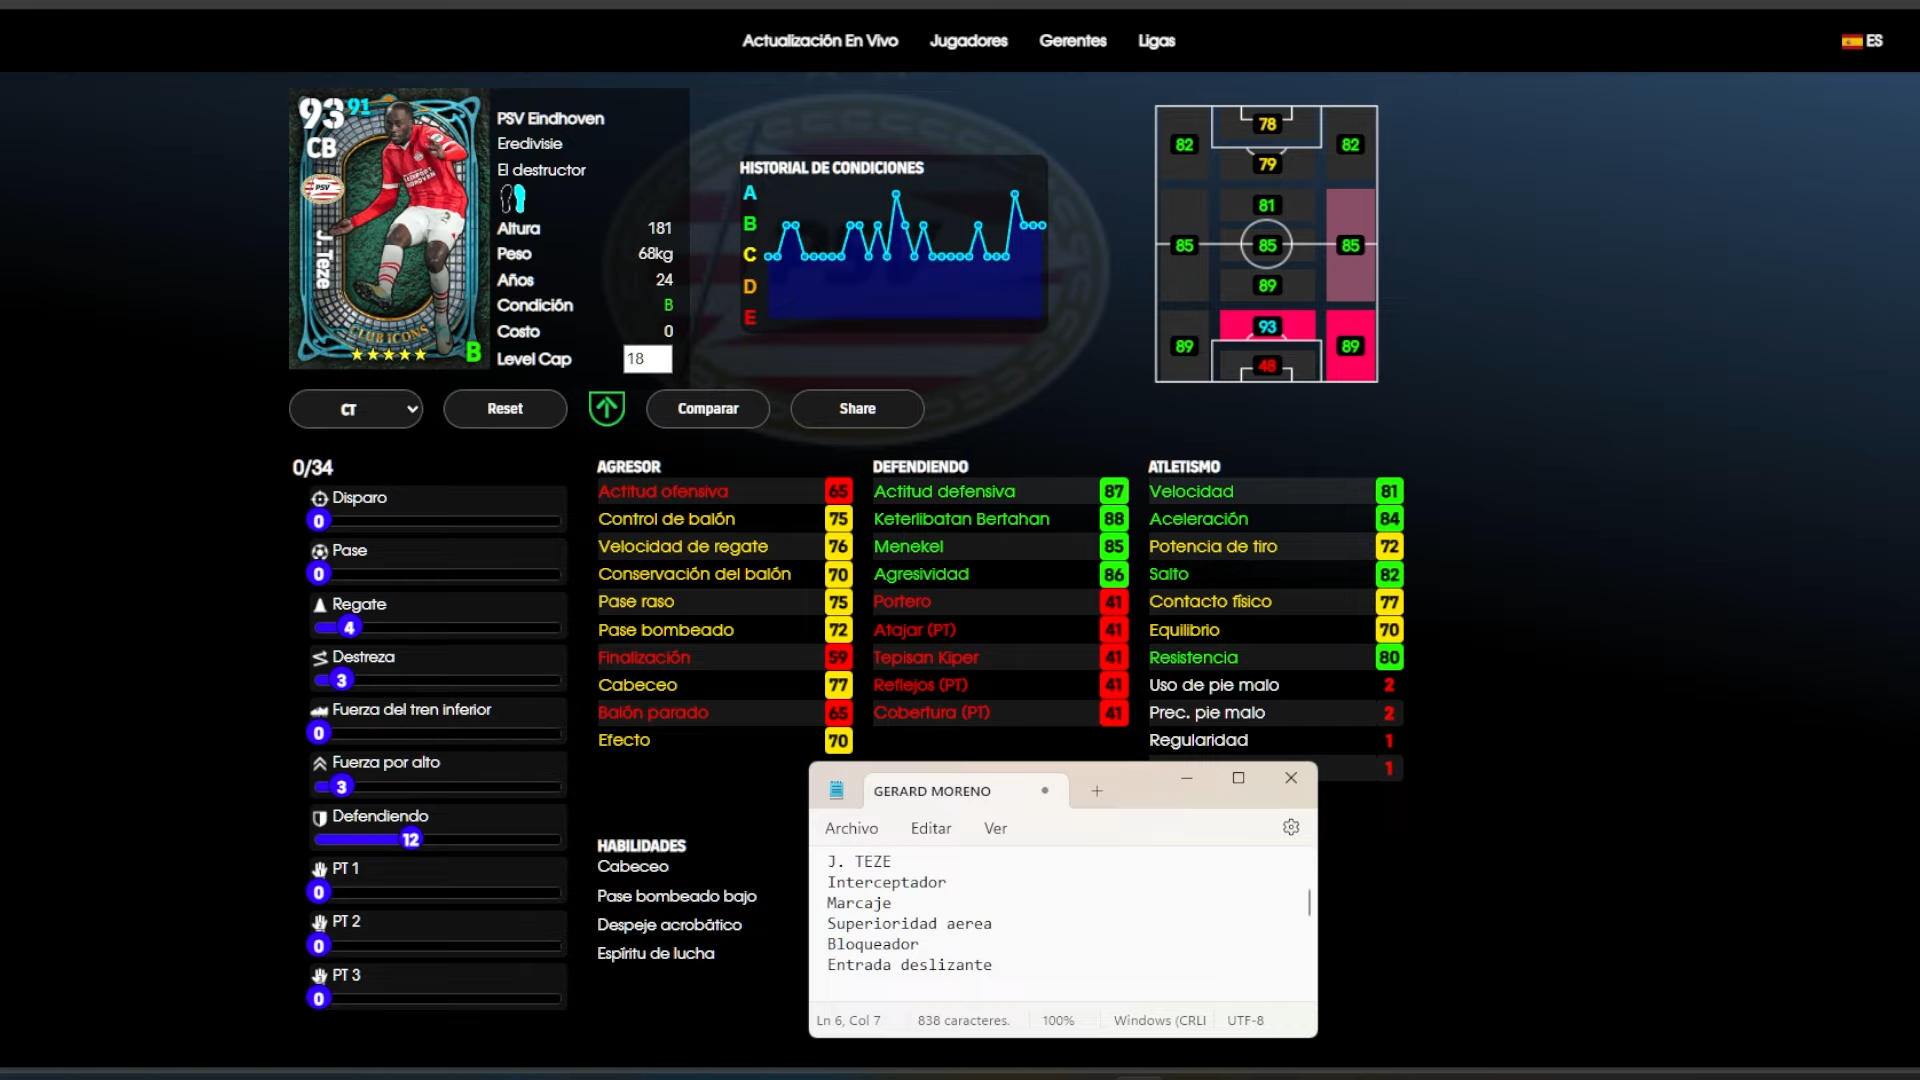 Actualización En Vivo Jugadores Gerentes Ligas ES
93 91
CB
PSV
J. Teze
CLUB ICONS
B
PSV Eindhoven
Eredivisie
El destructor
Altura 181
Peso 68kg
Años 24
Condición B
Costo 0
Level Cap 18
HISTORIAL DE CONDICIONES
A
B
C
D
E
78
82 82
79
81
85 85 85
89
93
89 89
48
CT Reset Comparar Share
0/34
Disparo
0
Pase
0
Regate
4
Destreza
3
Fuerza del tren inferior
0
Fuerza por alto
3
Defendiendo
12
PT 1
0
PT 2
0
PT 3
0
AGRESOR
Actitud ofensiva 65
Control de balón 75
Velocidad de regate 76
Conservación del balón 70
Pase raso 75
Pase bombeado 72
Finalización 59
Cabeceo 77
Balón parado 65
Efecto 70
DEFENDIENDO
Actitud defensiva 87
Keterlibatan Bertahan 88
Menekel 85
Agresividad 86
Portero 41
Atajar (PT) 41
Tepisan Kiper 41
Reflejos (PT) 41
Cobertura (PT) 41
ATLETISMO
Velocidad 81
Aceleración 84
Potencia de tiro 72
Salto 82
Contacto físico 77
Equilibrio 70
Resistencia 80
Uso de pie malo 2
Prec. pie malo 2
Regularidad 1
1
HABILIDADES
Cabeceo
Pase bombeado bajo
Despeje acrobático
Espíritu de lucha
GERARD MORENO
Archivo Editar Ver
J. TEZE
Interceptador
Marcaje
Superioridad aerea
Bloqueador
Entrada deslizante
Ln 6, Col 7 838 caracteres. 100% Windows (CRLI UTF-8